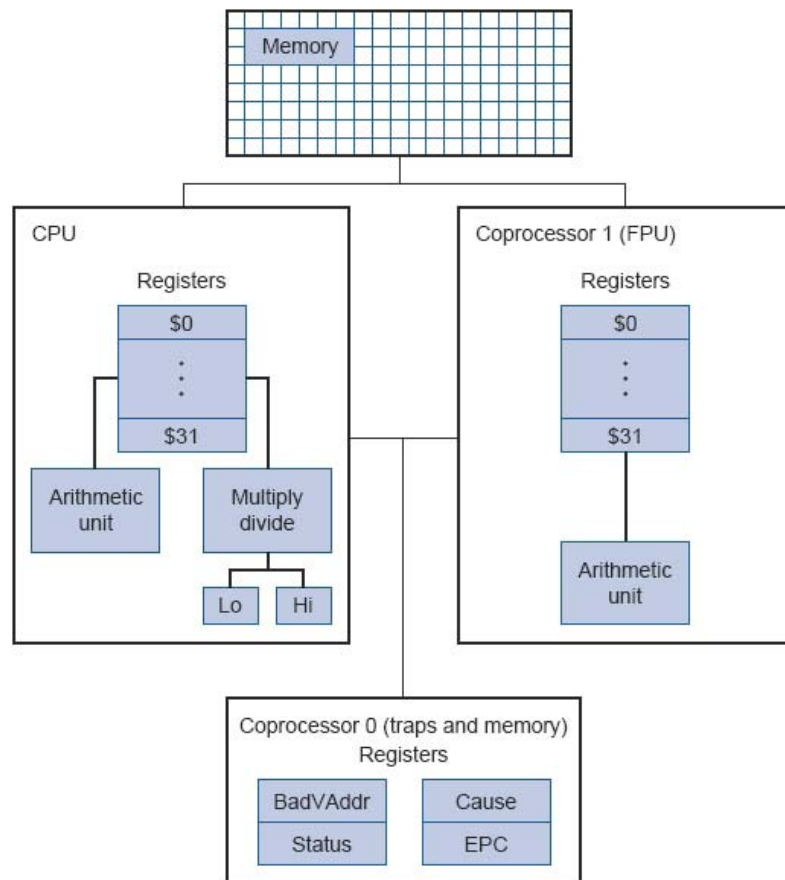 Memory
CPU
Registers
$0
$31
Arithmetic
unit
Multiply
divide
Lo
Hi
Coprocessor 1 (FPU)
Registers
$0
$31
Arithmetic
unit
Coprocessor 0 (traps and memory)
Registers
BadVAddr
Status
Cause
EPC